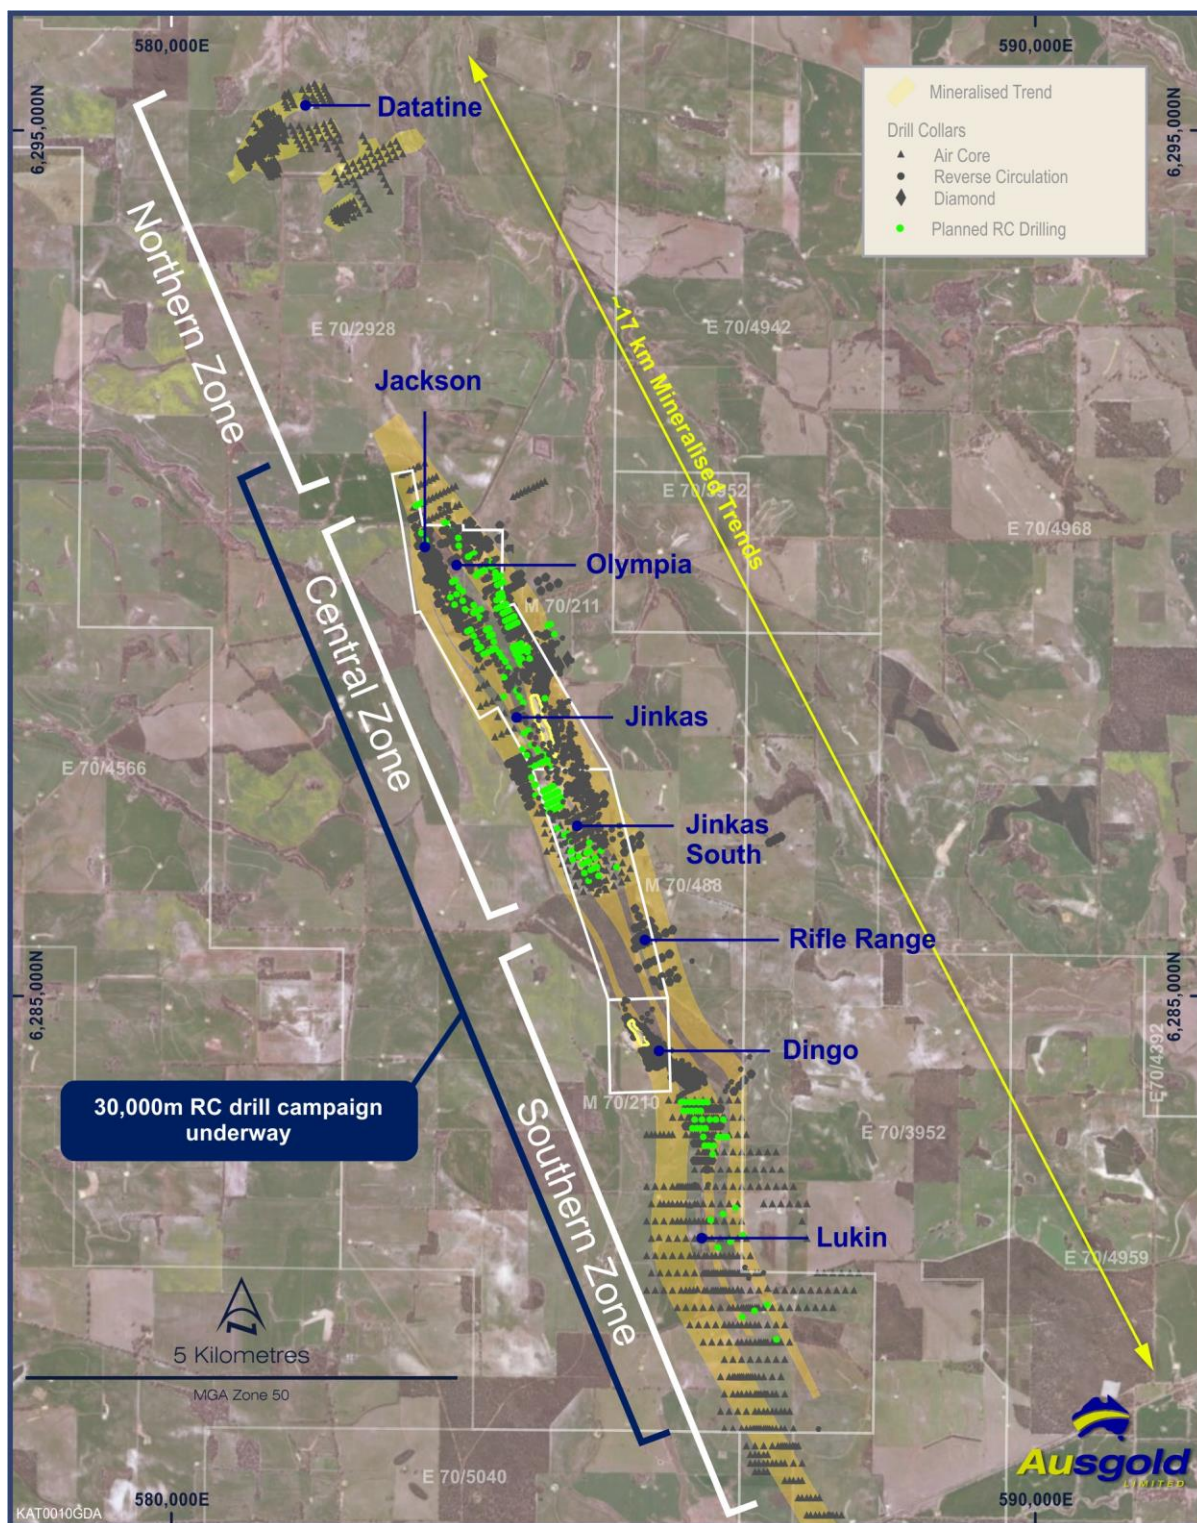 580,000E
590,000E
6,295,000N
6,295,000N
Mineralised Trend
Drill Collars
Air Core
Reverse Circulation
Diamond
Planned RC Drilling
Datatine
Northern Zone
E 70/2928
E 70/4942
~17 km Mineralised Trends
Jackson
E 70/3952
E 70/4968
Olympia
M 70/211
Central Zone
Jinkas
E 70/4566
Jinkas
South
M 70/488
Rifle Range
6,285,000N
6,285,000N
Dingo
E 70/4392
30,000m RC drill campaign
underway
M 70/210
E 70/3952
Southern Zone
Lukin
E 70/4959
5 Kilometres
MGA Zone 50
E 70/5040
Ausgold
LIMITED
580,000E
590,000E
KAT0010GDA